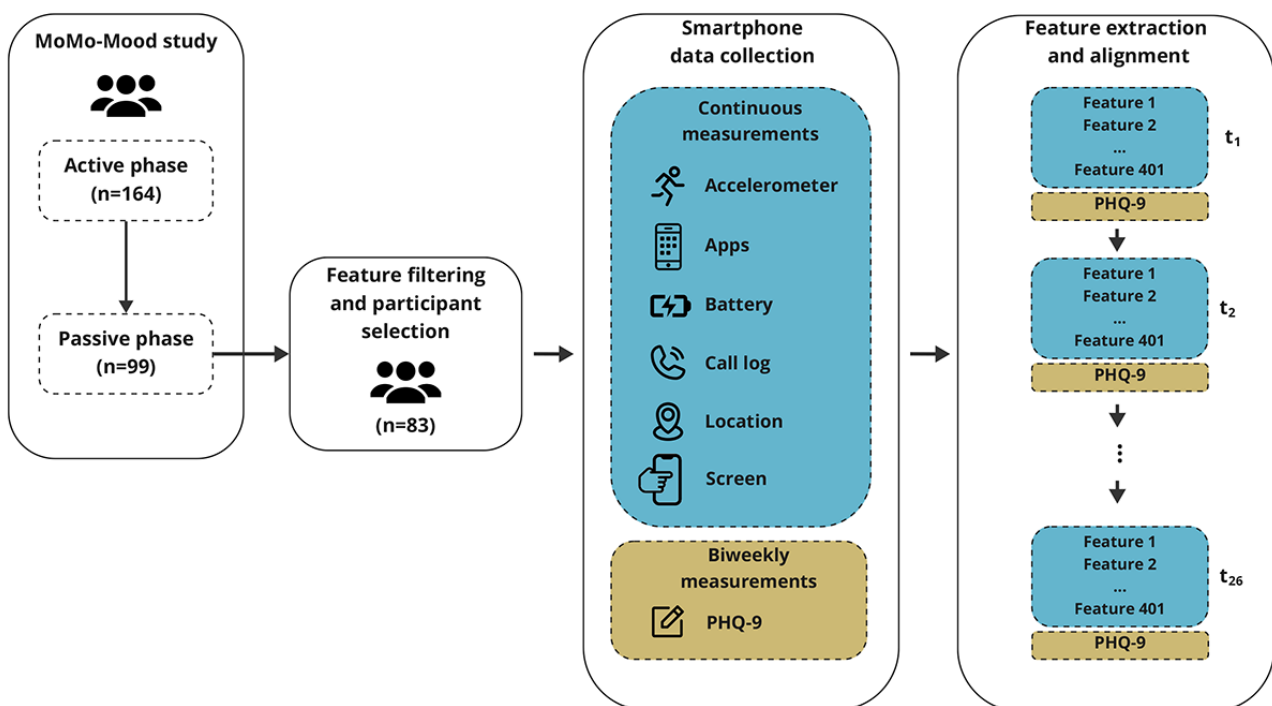 MoMo-Mood study
Active phase
(n=164)
Passive phase
(n=99)
Feature filtering
and participant
selection
(n=83)
Smartphone
data collection
Continuous
measurements
Accelerometer
Apps
Battery
Call log
Location
Screen
Biweekly
measurements
PHQ-9
Feature extraction
and alignment
Feature 1
Feature 2
...
Feature 401
PHQ-9
t₁
Feature 1
Feature 2
...
Feature 401
PHQ-9
t₂
Feature 1
Feature 2
...
Feature 401
PHQ-9
t₂₆